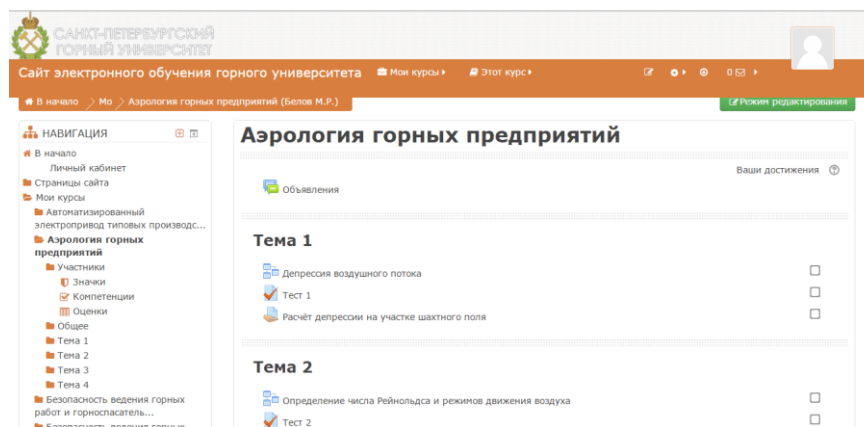 САНКТ-ПЕТЕРБУРГСКИЙ
ГОРНЫЙ УНИВЕРСИТЕТ
Сайт электронного обучения горного университета Мои курсы Этот курс 0
В начало Мо Аэрология горных предприятий (Белов М.Р.) Режим редактирования
НАВИГАЦИЯ
В начало
Личный кабинет
Страницы сайта
Мои курсы
Автоматизированный
электропривод типовых производс...
Аэрология горных
предприятий
Участники
Значки
Компетенции
Оценки
Общее
Тема 1
Тема 2
Тема 3
Тема 4
Безопасность ведения горных
работ и горноспасатель...
Безопасность ведения горных
Аэрология горных предприятий
Ваши достижения
Объявления
Тема 1
Депрессия воздушного потока
Тест 1
Расчёт депрессии на участке шахтного поля
Тема 2
Определение числа Рейнольдса и режимов движения воздуха
Тест 2